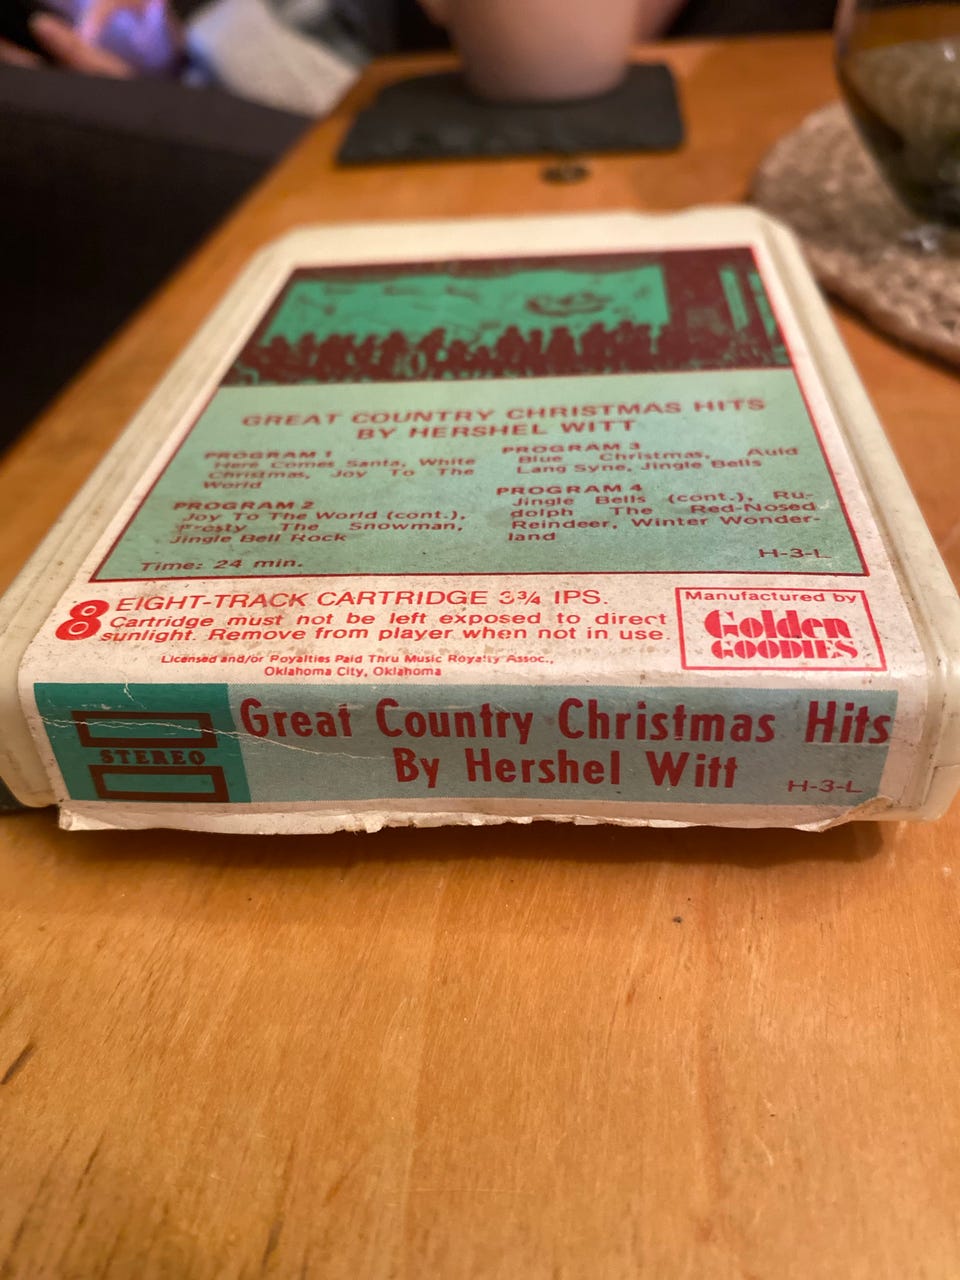 GREAT COUNTRY CHRISTMAS HITS
BY HERSHEL WITT
PROGRAM 1
Here Comes Santa, White
Christmas, Joy To The
World
PROGRAM 2
Joy To The World (cont.),
Frosty The Snowman,
Jingle Bell Rock
PROGRAM 3
Blue Christmas, Auld
Lang Syne, Jingle Bells
PROGRAM 4
Jingle Bells (cont.), Ru-
dolph The Red-Nosed
Reindeer, Winter Wonder-
land
Time: 24 min.
H-3-L
8 EIGHT-TRACK CARTRIDGE 3¾ IPS.
Cartridge must not be left exposed to direct
sunlight. Remove from player when not in use.
Licensed and/or Royalties Paid Thru Music Royalty Assoc.,
Oklahoma City, Oklahoma
Manufactured by
Golden
GOODIES
STEREO
Great Country Christmas Hits
By Hershel Witt
H-3-L